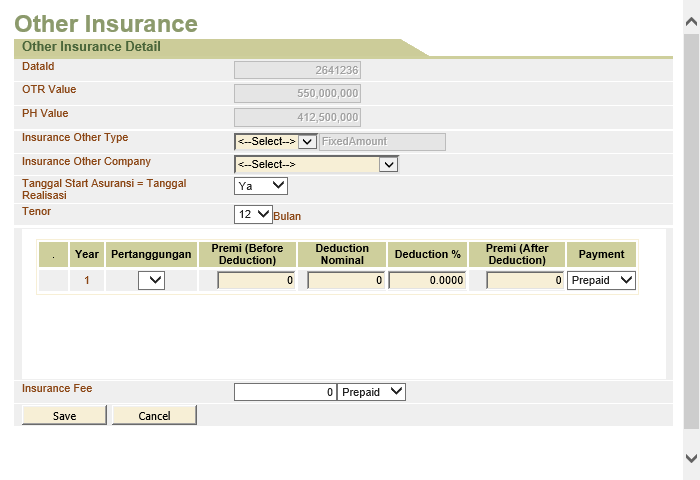 Other Insurance
Other Insurance Detail
DataId 2641236
OTR Value 550,000,000
PH Value 412,500,000
Insurance Other Type <--Select--> FixedAmount
Insurance Other Company <--Select-->
Tanggal Start Asuransi = Tanggal Realisasi Ya
Tenor 12 Bulan
. Year Pertanggungan Premi (Before Deduction) Deduction Nominal Deduction % Premi (After Deduction) Payment
1 0 0 0.0000 0 Prepaid
Insurance Fee 0 Prepaid
Save Cancel